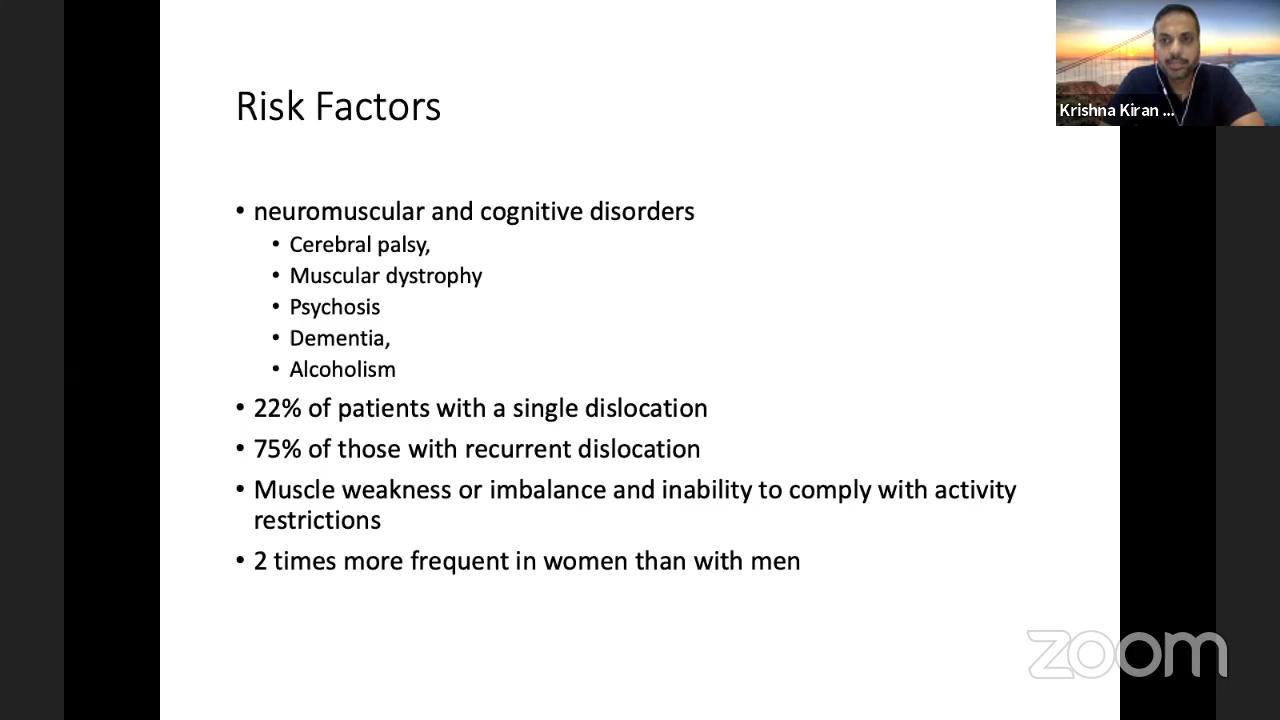 Risk Factors
Krishna Kiran ...
• neuromuscular and cognitive disorders
• Cerebral palsy,
• Muscular dystrophy
• Psychosis
• Dementia,
• Alcoholism
• 22% of patients with a single dislocation
• 75% of those with recurrent dislocation
• Muscle weakness or imbalance and inability to comply with activity
restrictions
• 2 times more frequent in women than with men
zoom